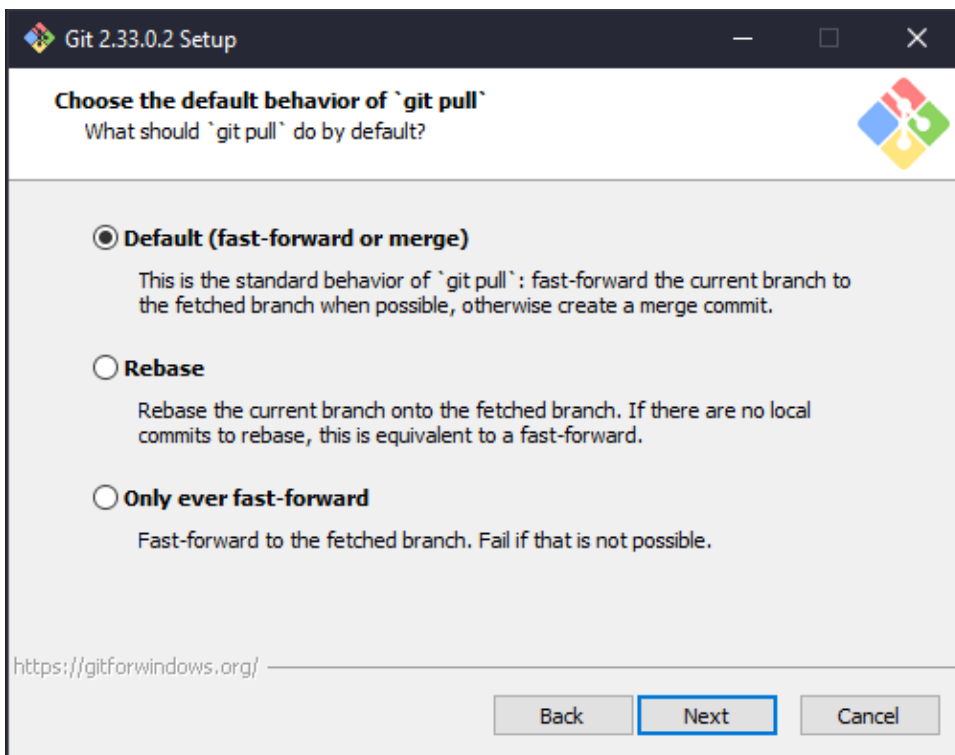 Git 2.33.0.2 Setup
Choose the default behavior of `git pull`
What should `git pull` do by default?
Default (fast-forward or merge)
This is the standard behavior of `git pull`: fast-forward the current branch to
the fetched branch when possible, otherwise create a merge commit.
Rebase
Rebase the current branch onto the fetched branch. If there are no local
commits to rebase, this is equivalent to a fast-forward.
Only ever fast-forward
Fast-forward to the fetched branch. Fail if that is not possible.
https://gitforwindows.org/
Back Next Cancel